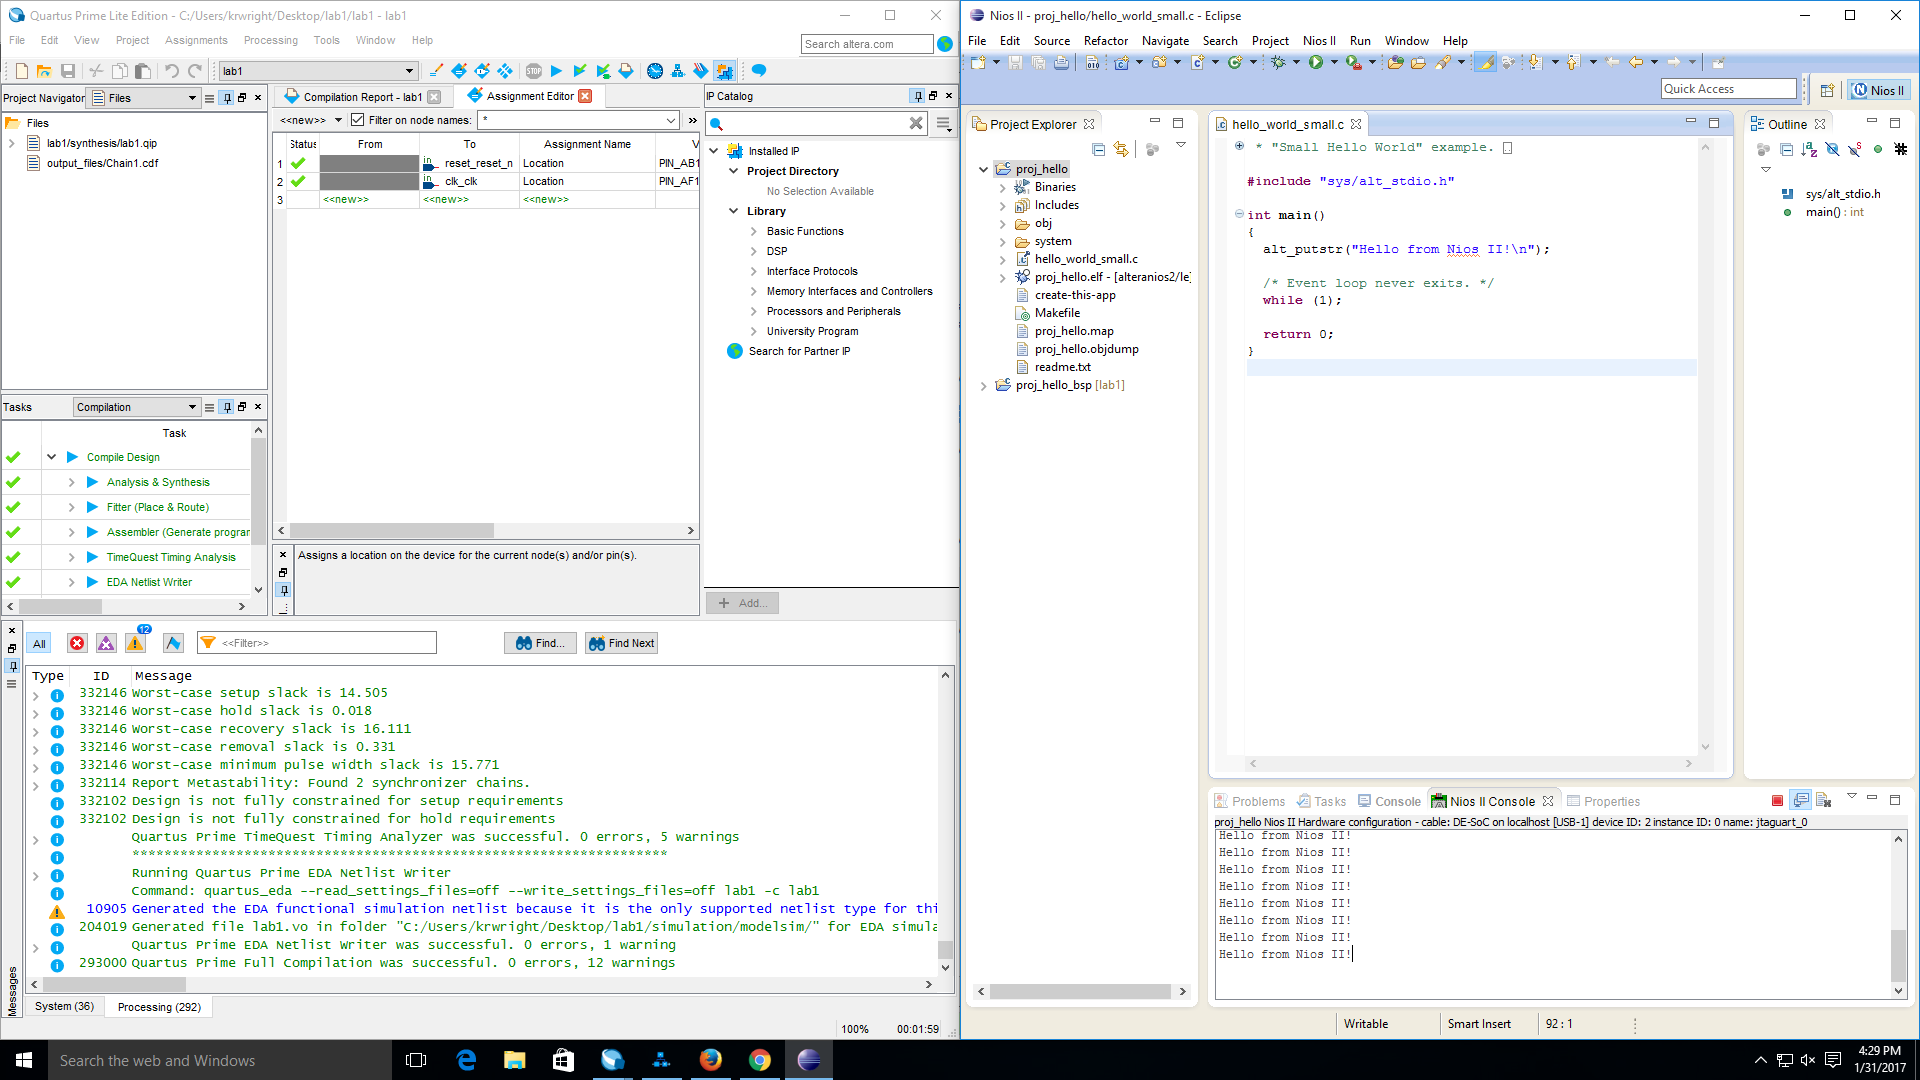 Quartus Prime Lite Edition - C:/Users/krwright/Desktop/lab1/lab1 - lab1
File Edit View Project Assignments Processing Tools Window Help
Search altera.com
lab1
Project Navigator Files
Files
lab1/synthesis/lab1.qip
output_files/Chain1.cdf
Compilation Report - lab1
Assignment Editor
<<new>> Filter on node names: * »
Status From To Assignment Name V
1 in reset_reset_n Location PIN_AB1
2 in clk_clk Location PIN_AF1
3 <<new>> <<new>> <<new>>
Assigns a location on the device for the current node(s) and/or pin(s).
IP Catalog
Installed IP
Project Directory
No Selection Available
Library
Basic Functions
DSP
Interface Protocols
Memory Interfaces and Controllers
Processors and Peripherals
University Program
Search for Partner IP
+ Add...
Tasks Compilation
Task
Compile Design
Analysis & Synthesis
Fitter (Place & Route)
Assembler (Generate program
TimeQuest Timing Analysis
EDA Netlist Writer
All 12 <<Filter>> Find... Find Next
Type ID Message
332146 Worst-case setup slack is 14.505
332146 Worst-case hold slack is 0.018
332146 Worst-case recovery slack is 16.111
332146 Worst-case removal slack is 0.331
332146 Worst-case minimum pulse width slack is 15.771
332114 Report Metastability: Found 2 synchronizer chains.
332102 Design is not fully constrained for setup requirements
332102 Design is not fully constrained for hold requirements
Quartus Prime TimeQuest Timing Analyzer was successful. 0 errors, 5 warnings
*******************************************************************
Running Quartus Prime EDA Netlist Writer
Command: quartus_eda --read_settings_files=off --write_settings_files=off lab1 -c lab1
10905 Generated the EDA functional simulation netlist because it is the only supported netlist type for thi
204019 Generated file lab1.vo in folder "C:/Users/krwright/Desktop/lab1/simulation/modelsim/" for EDA simula
Quartus Prime EDA Netlist Writer was successful. 0 errors, 1 warning
293000 Quartus Prime Full Compilation was successful. 0 errors, 12 warnings
Messages
System (36) Processing (292)
100% 00:01:59
Nios II - proj_hello/hello_world_small.c - Eclipse
File Edit Source Refactor Navigate Search Project Nios II Run Window Help
Quick Access Nios II
Project Explorer
proj_hello
Binaries
Includes
obj
system
hello_world_small.c
proj_hello.elf - [alteranios2/le]
create-this-app
Makefile
proj_hello.map
proj_hello.objdump
readme.txt
proj_hello_bsp [lab1]
hello_world_small.c
* "Small Hello World" example.
#include "sys/alt_stdio.h"
int main()
{
alt_putstr("Hello from Nios II!\n");
/* Event loop never exits. */
while (1);
return 0;
}
Outline
sys/alt_stdio.h
main() : int
Problems Tasks Console Nios II Console Properties
proj_hello Nios II Hardware configuration - cable: DE-SoC on localhost [USB-1] device ID: 2 instance ID: 0 name: jtaguart_0
Hello from Nios II!
Hello from Nios II!
Hello from Nios II!
Hello from Nios II!
Hello from Nios II!
Hello from Nios II!
Hello from Nios II!
Hello from Nios II!
Writable Smart Insert 92 : 1
Search the web and Windows
4:29 PM
1/31/2017